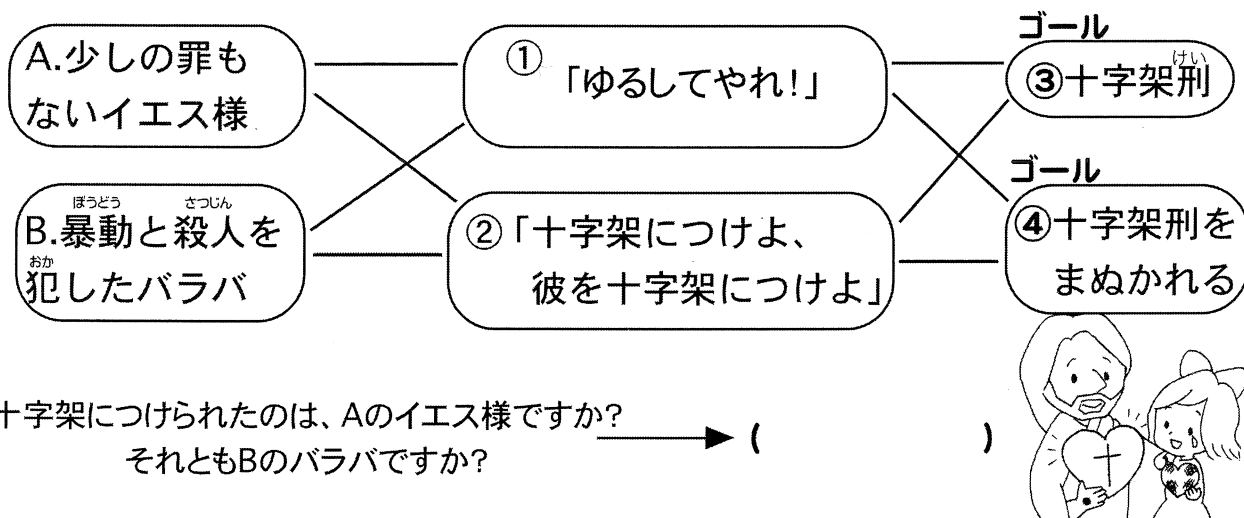 A.少しの罪も
ないイエス様
ぼうどう さつじん
B.暴動と殺人を
おか
犯したバラバ
①
「ゆるしてやれ!」
②「十字架につけよ、
彼を十字架につけよ」
ゴール
けい
③十字架刑
ゴール
④十字架刑を
まぬかれる
十字架につけられたのは、Aのイエス様ですか?
それともBのバラバですか?
( )